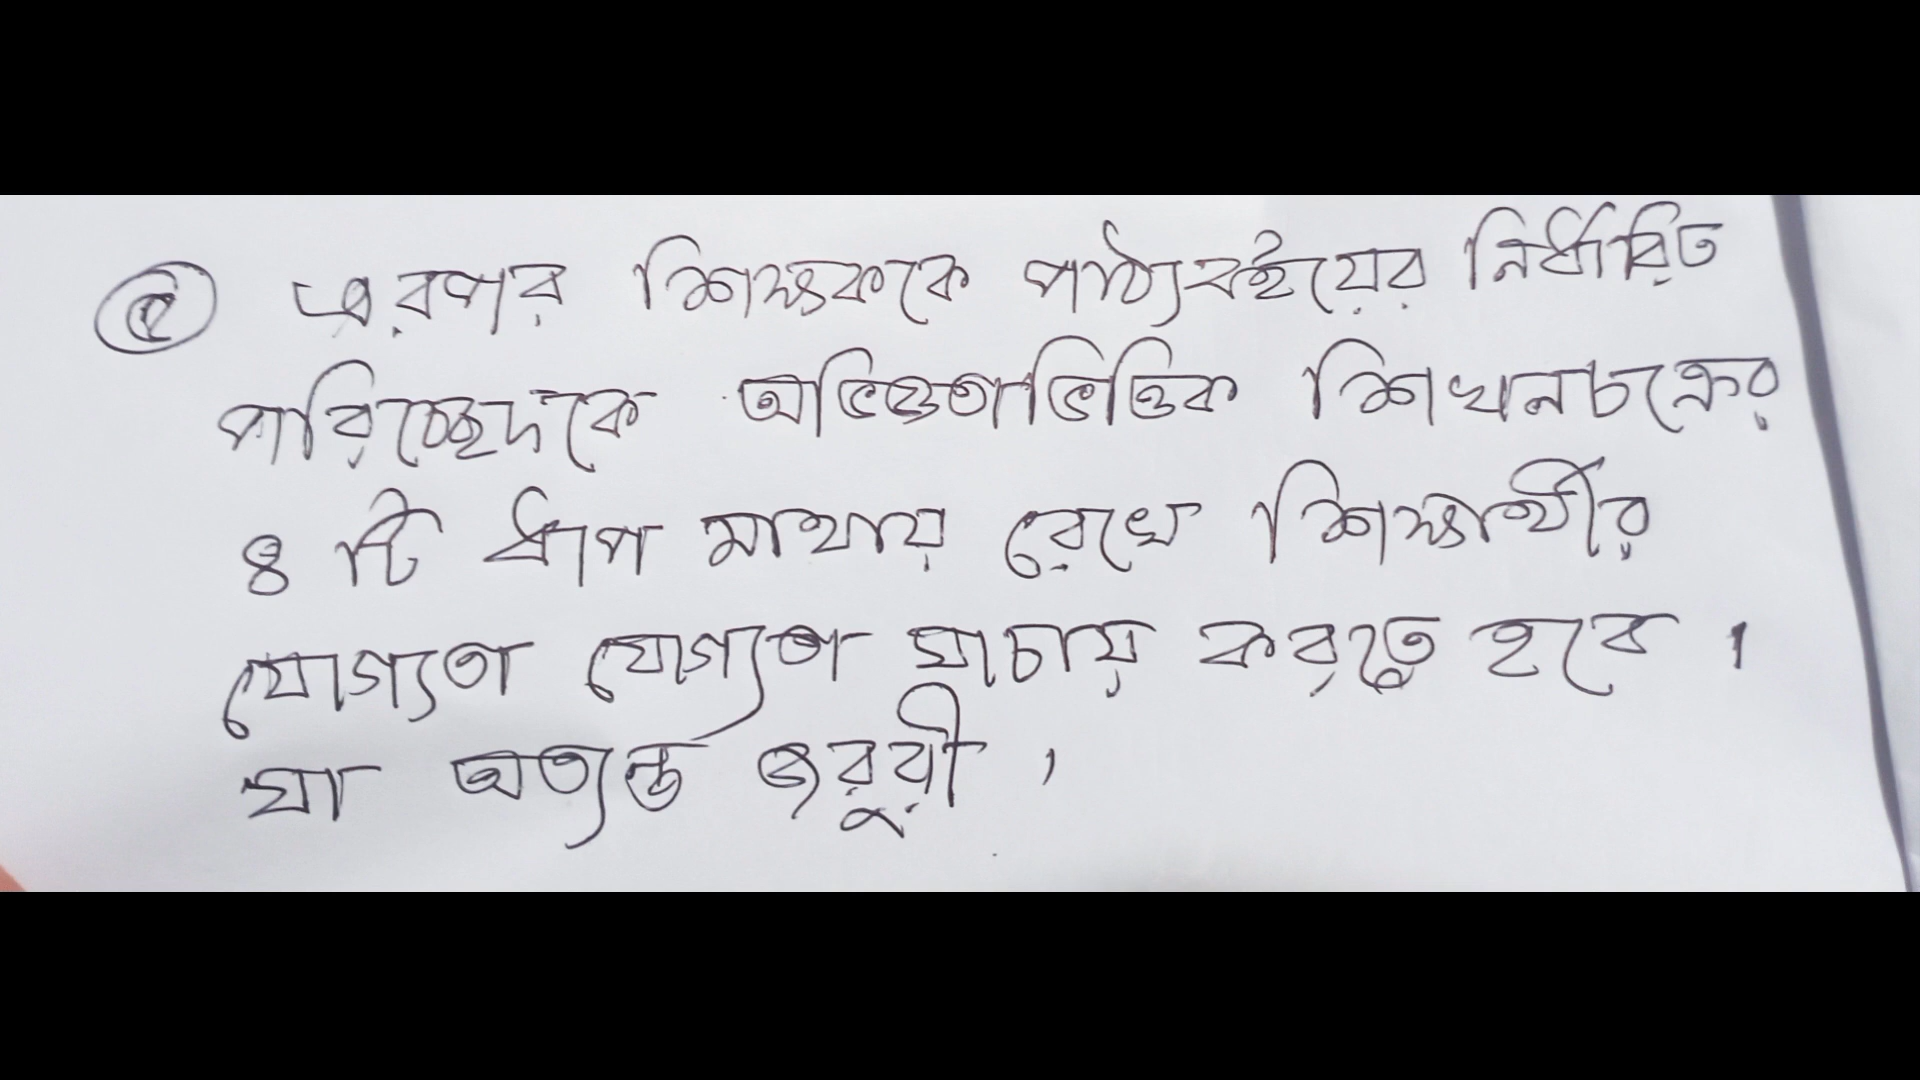 ৫ এরপর শিক্ষককে পাঠ্যবইয়ের নির্ধারিত
পরিচ্ছেদকে অভিজ্ঞতাভিত্তিক শিখনচক্রের
৪ টি ধাপ মাথায় রেখে শিক্ষার্থীর
যোগ্যতা যোগ্যতা যাচায় করতে হবে ।
যা অত্যন্ত জরুরী ।